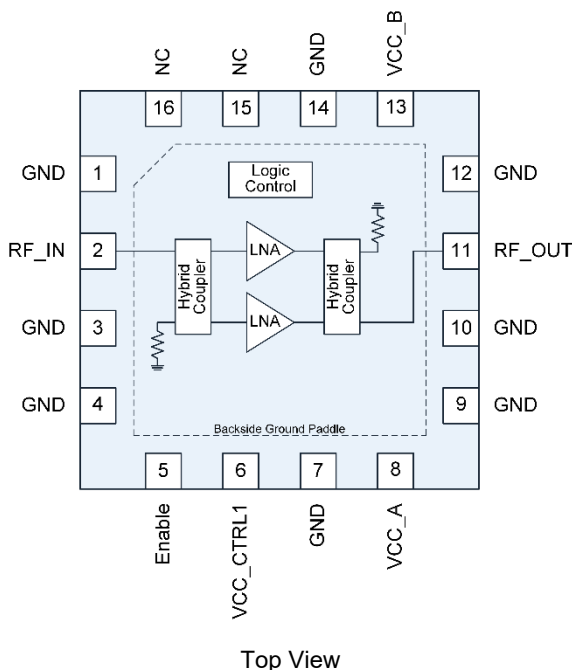 NC
NC
GND
VCC_B
16
15
14
13
GND 1
Logic
Control
12 GND
RF_IN 2
Hybrid
Coupler
LNA
Hybrid
Coupler
11 RF_OUT
GND 3
LNA
10 GND
GND 4
9 GND
Backside Ground Paddle
5
6
7
8
Enable
VCC_CTRL1
GND
VCC_A
Top View